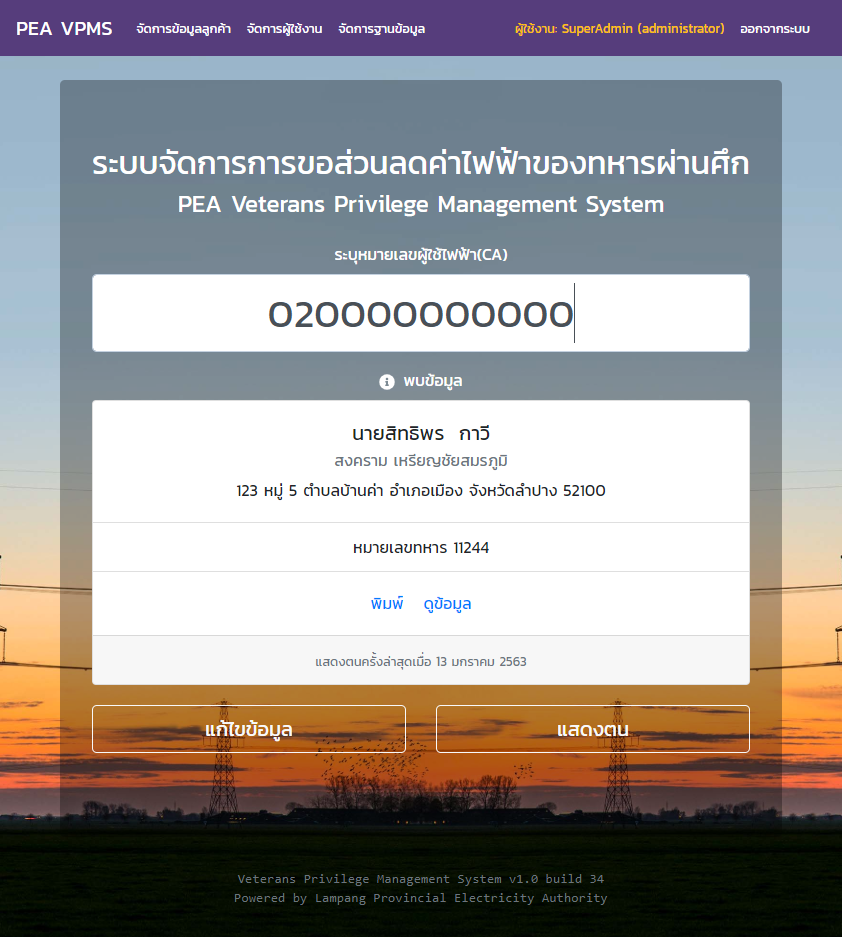 PEA VPMS จัดการข้อมูลลูกค้า จัดการผู้ใช้งาน จัดการฐานข้อมูล ผู้ใช้งาน: SuperAdmin (administrator) ออกจากระบบ
ระบบจัดการการขอส่วนลดค่าไฟฟ้าของทหารผ่านศึก
PEA Veterans Privilege Management System
ระบุหมายเลขผู้ใช้ไฟฟ้า(CA)
020000000000
พบข้อมูล
นายสิทธิพร กาวี
สงคราม เหรียญชัยสมรภูมิ
123 หมู่ 5 ตำบลบ้านค่า อำเภอเมือง จังหวัดลำปาง 52100
หมายเลขทหาร 11244
พิมพ์ ดูข้อมูล
แสดงตนครั้งล่าสุดเมื่อ 13 มกราคม 2563
แก้ไขข้อมูล แสดงตน
Veterans Privilege Management System v1.0 build 34
Powered by Lampang Provincial Electricity Authority